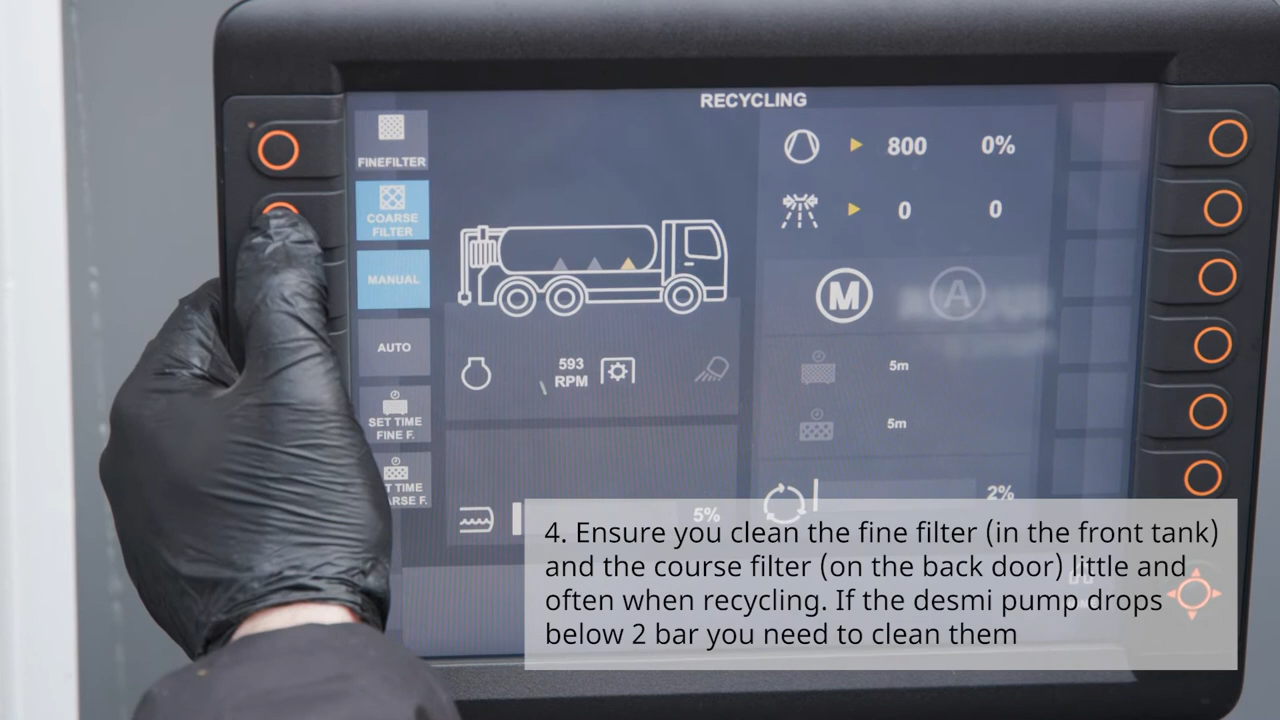 RECYCLING
FINEFILTER
COARSE
FILTER
MANUAL
AUTO
SET TIME
FINE F.
T TIME
ARSE F.
593
RPM
5%
800 0%
0 0
M A
5m
5m
2%
4. Ensure you clean the fine filter (in the front tank)
and the course filter (on the back door) little and
often when recycling. If the desmi pump drops
below 2 bar you need to clean them